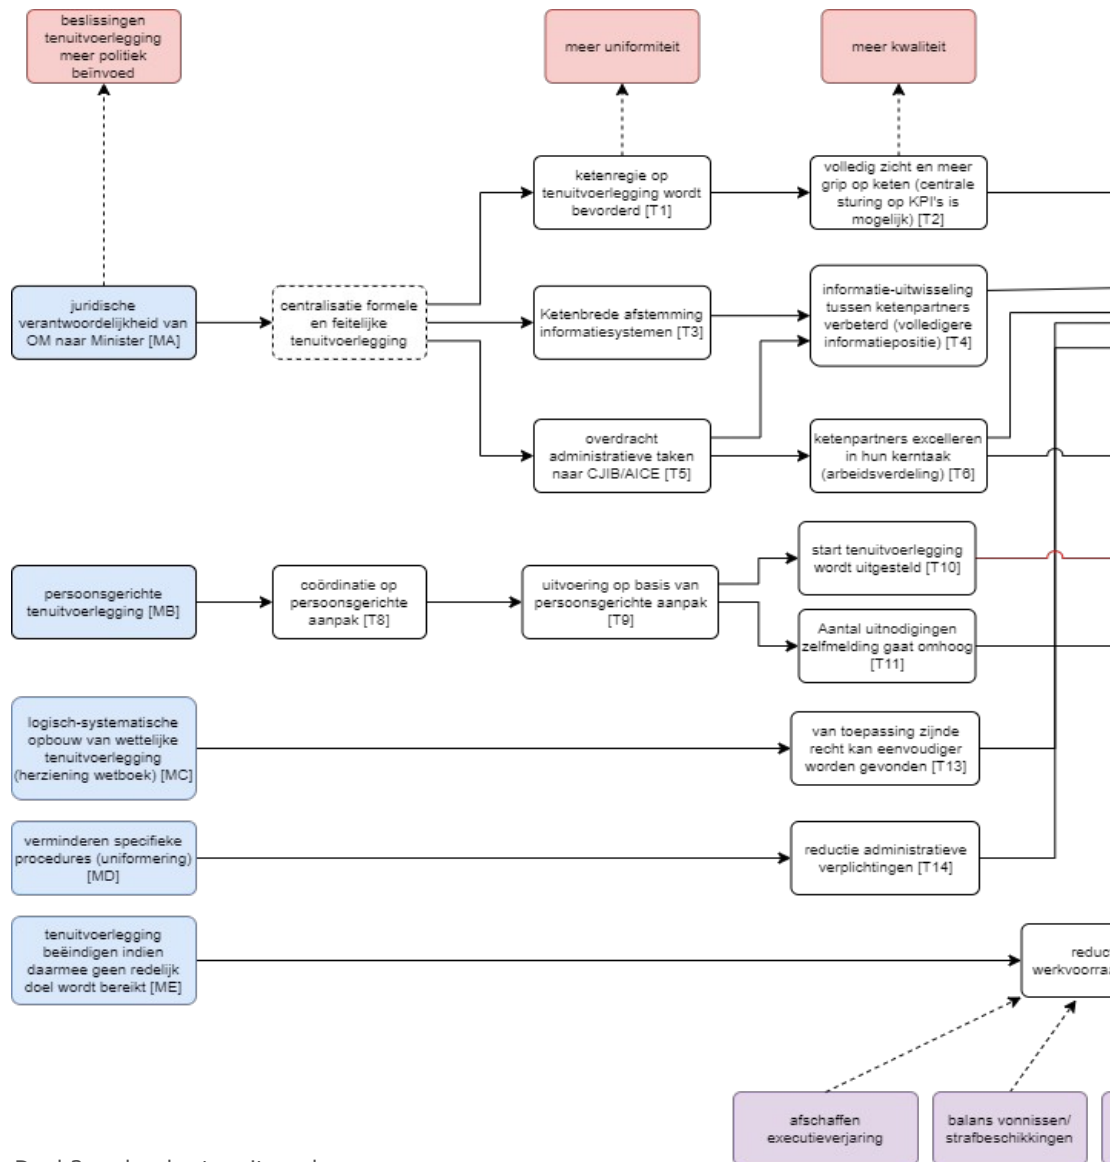 beslissingen
tenuitvoerlegging
meer politiek
beïnvoed
meer uniformiteit
meer kwaliteit
ketenregie op
tenuitvoerlegging wordt
bevorderd [T1]
volledig zicht en meer
grip op keten (centrale
sturing op KPI's is
mogelijk) [T2]
juridische
verantwoordelijkheid van
OM naar Minister [MA]
centralisatie formele
en feitelijke
tenuitvoerlegging
Ketenbrede afstemming
informatiesystemen [T3]
informatie-uitwisseling
tussen ketenpartners
verbeterd (volledigere
informatiepositie) [T4]
overdracht
administratieve taken
naar CJIB/AICE [T5]
ketenpartners excelleren
in hun kerntaak
(arbeidsverdeling) [T6]
persoonsgerichte
tenuitvoerlegging [MB]
coördinatie op
persoonsgerichte
aanpak [T8]
uitvoering op basis van
persoonsgerichte aanpak
[T9]
start tenuitvoerlegging
wordt uitgesteld [T10]
Aantal uitnodigingen
zelfmelding gaat omhoog
[T11]
logisch-systematische
opbouw van wettelijke
tenuitvoerlegging
(herziening wetboek) [MC]
van toepassing zijnde
recht kan eenvoudiger
worden gevonden [T13]
verminderen specifieke
procedures (uniformering)
[MD]
reductie administratieve
verplichtingen [T14]
tenuitvoerlegging
beëindigen indien
daarmee geen redelijk
doel wordt bereikt [ME]
reduc
werkvoorra
afschaffen
executieverjaring
balans vonnissen/
strafbeschikkingen